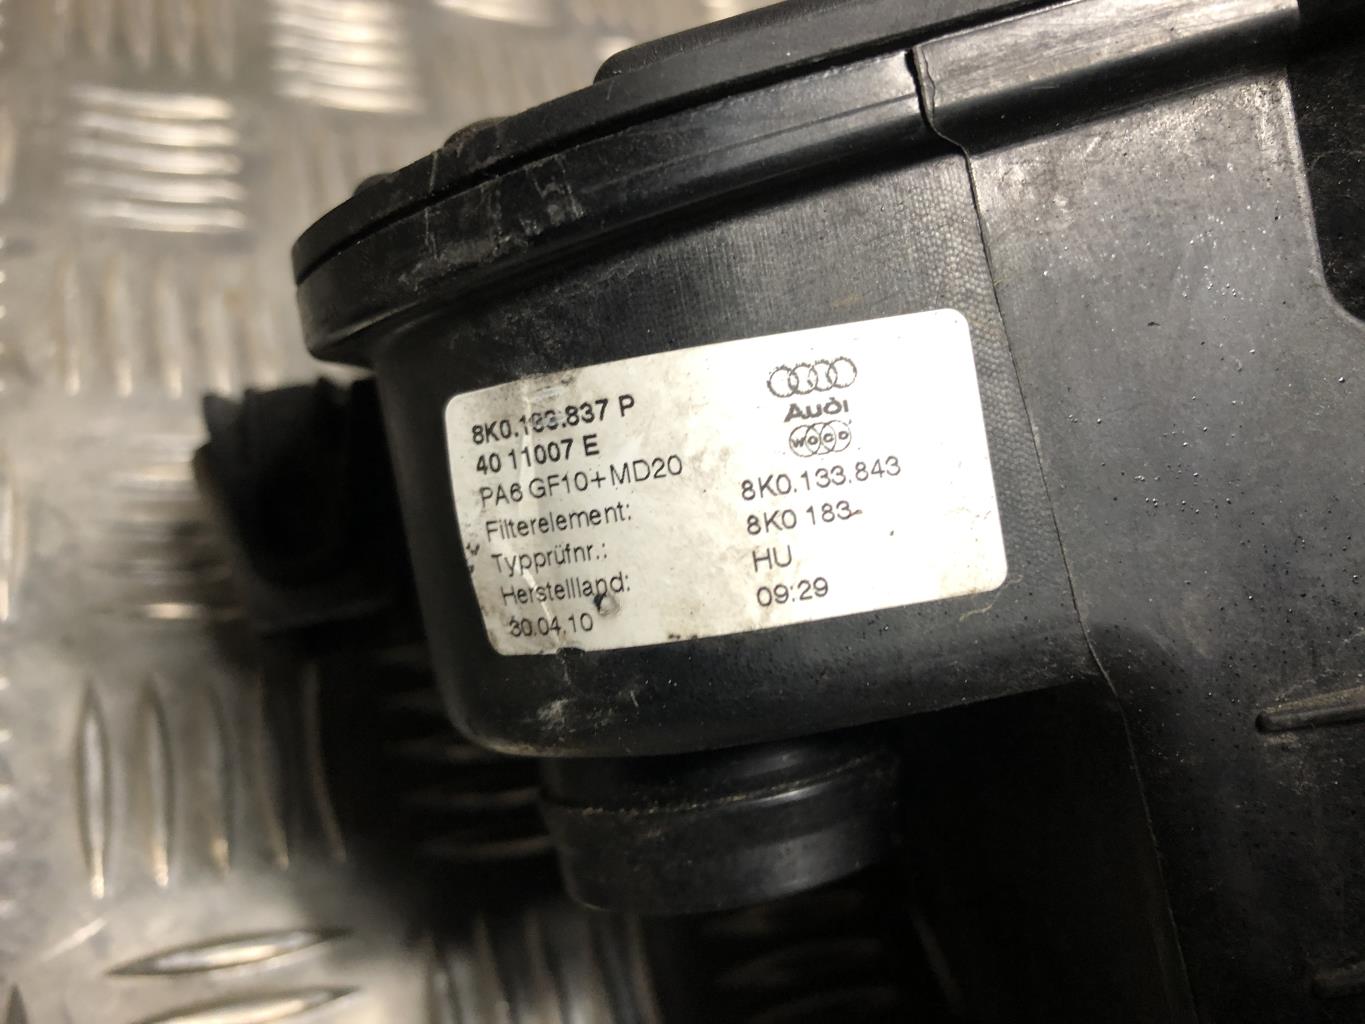 8K0.133.837 P
40 11007 E
PA6 GF10+MD20
Filterelement: 8K0.133.843
Typprüfnr.: 8K0 183
Herstellland: HU
30.04.10 09:29
Audi
WOCO